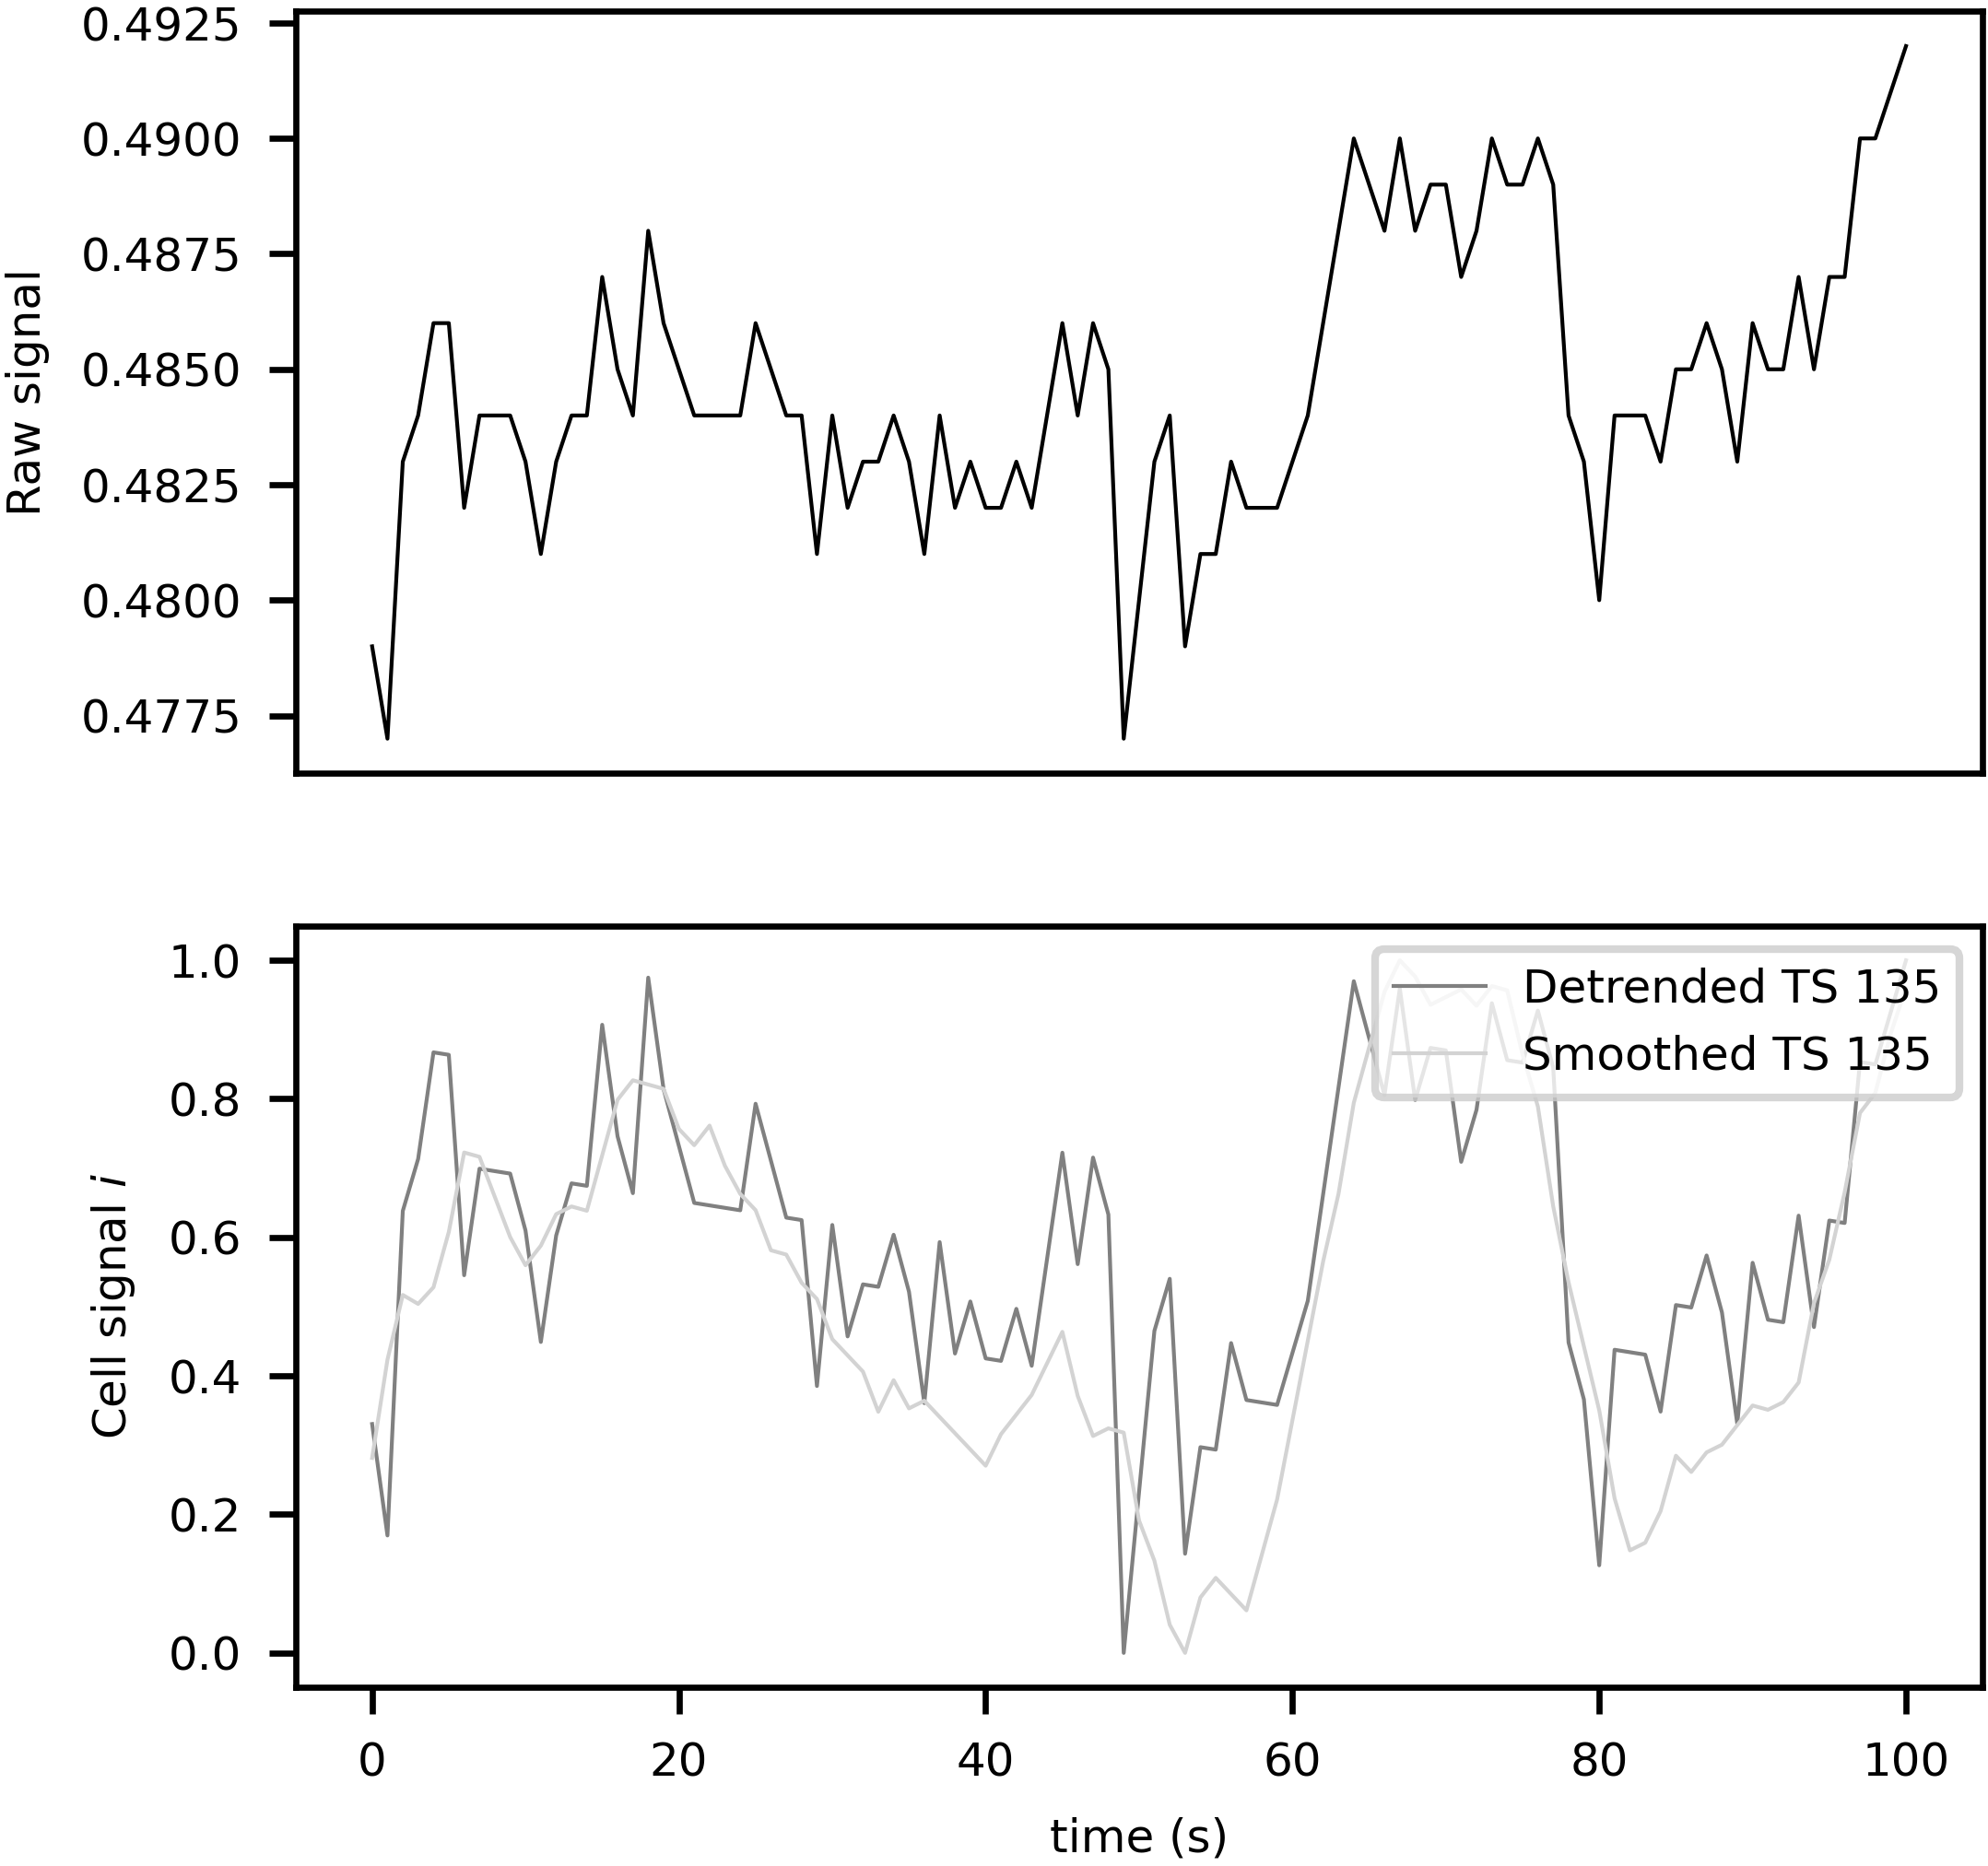 0.4925
0.4900
0.4875
0.4850
0.4825
0.4800
0.4775
Raw signal
1.0
0.8
0.6
0.4
0.2
0.0
Cell signal i
Detrended TS 135
Smoothed TS 135
0 20 40 60 80 100
time (s)